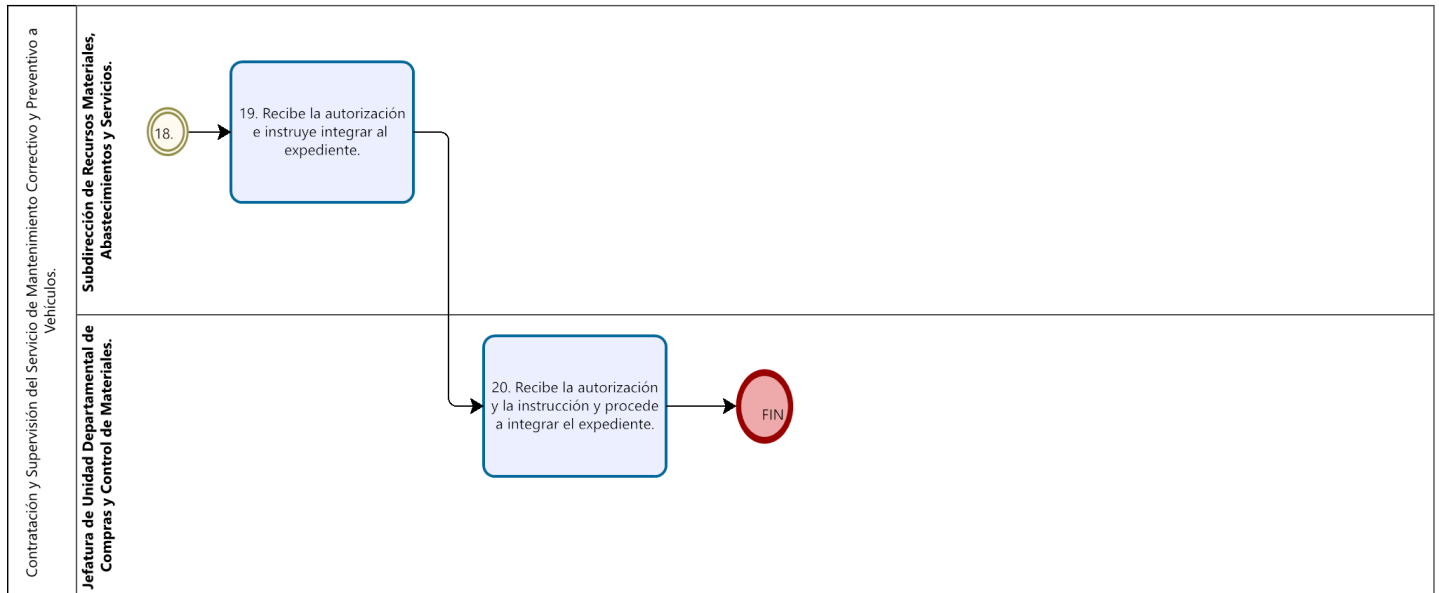 Contratación y Supervisión del Servicio de Mantenimiento Correctivo y Preventivo a
Vehículos.
Subdirección de Recursos Materiales,
Abastecimientos y Servicios.
18.
19. Recibe la autorización
e instruye integrar al
expediente.
Jefatura de Unidad Departamental de
Compras y Control de Materiales.
20. Recibe la autorización
y la instrucción y procede
a integrar el expediente.
FIN